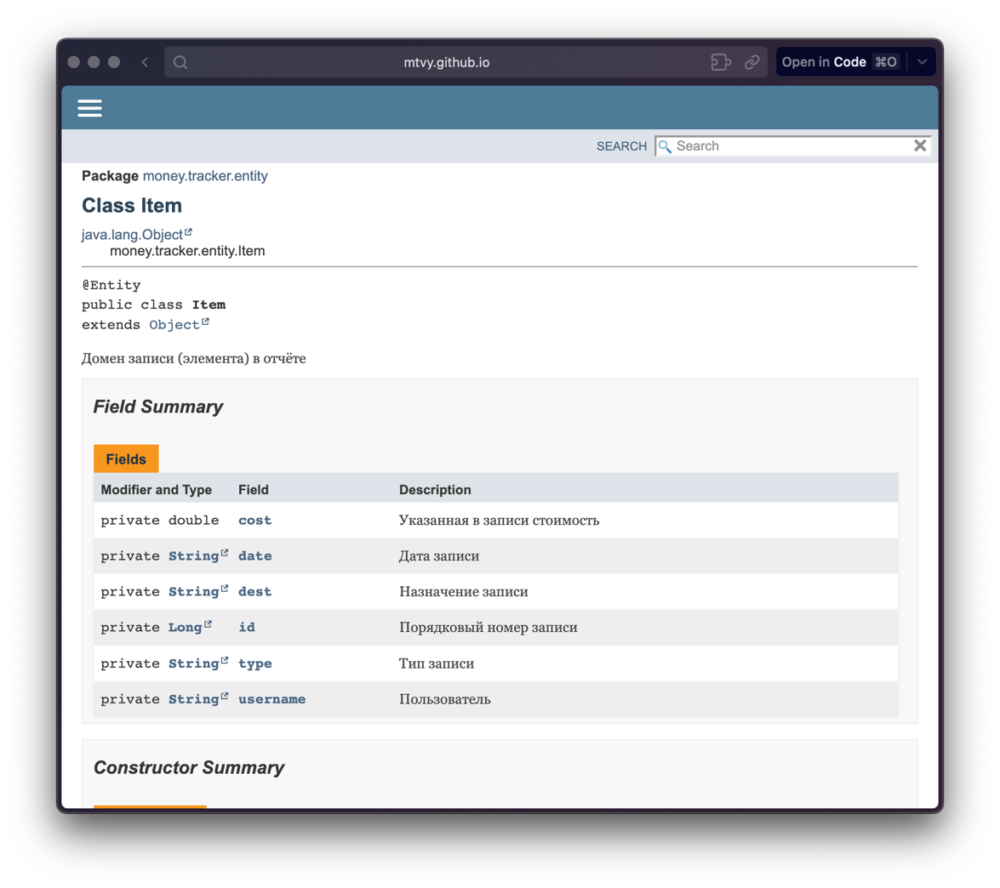 mtvy.github.io
Open in Code ⌘O
SEARCH Search
Package money.tracker.entity
Class Item
java.lang.Object
money.tracker.entity.Item
@Entity
public class Item
extends Object
Домен записи (элемента) в отчёте
Field Summary
Fields
Modifier and Type Field Description
private double cost Указанная в записи стоимость
private String date Дата записи
private String dest Назначение записи
private Long id Порядковый номер записи
private String type Тип записи
private String username Пользователь
Constructor Summary